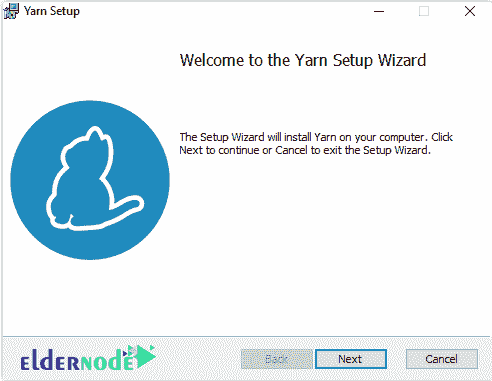 Yarn Setup
Welcome to the Yarn Setup Wizard
The Setup Wizard will install Yarn on your computer. Click
Next to continue or Cancel to exit the Setup Wizard.
ELDERNODE
Back
Next
Cancel